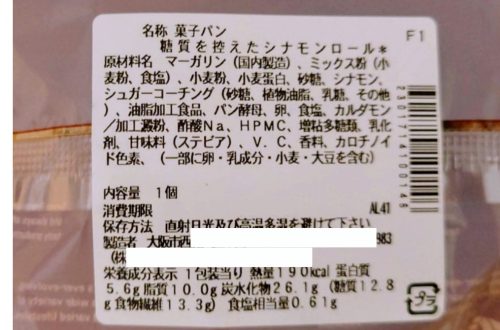 名称 菓子パン
糖質を控えたシナモンロール*
F1
原材料名 マーガリン(国内製造)、ミックス粉(小
麦粉、食塩)、小麦粉、小麦蛋白、砂糖、シナモン、
シュガーコーチング(砂糖、植物油脂、乳糖、その他
)、油脂加工食品、パン酵母、卵、食塩、カルダモン
/加工澱粉、酢酸Na、HPMC、増粘多糖類、乳化
剤、甘味料(ステビア)、V.C、香料、カロチノイ
ド色素、(一部に卵・乳成分・小麦・大豆を含む)
内容量 1個
消費期限 AL41
保存方法 直射日光及び高温多湿を避けて下さい
製造者 大阪市西
983
(株
栄養成分表示 1包装当り 熱量190kcal 蛋白質
5.6g 脂質10.0g 炭水化物26.1g (糖質12.8
g 食物繊維13.3g) 食塩相当量0.61g
プラ